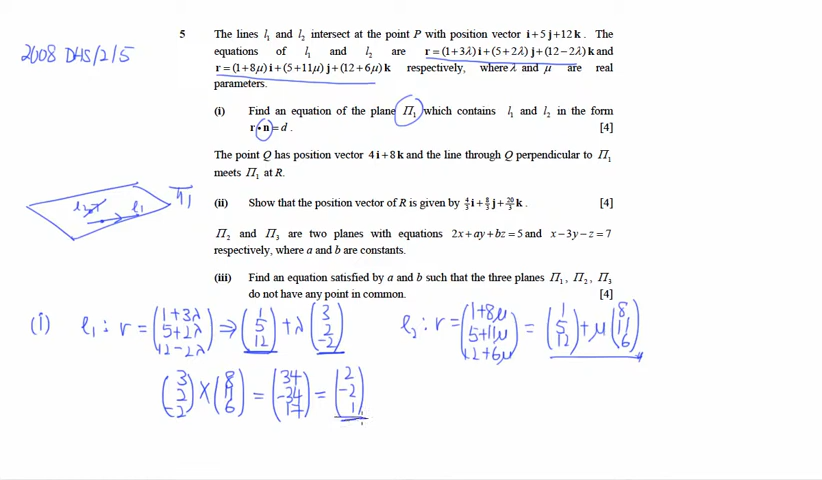 2008 DHS/2/5
5 The lines l₁ and l₂ intersect at the point P with position vector i + 5 j + 12 k . The
equations of l₁ and l₂ are r = (1 + 3λ) i + (5 + 2λ) j + (12 − 2λ) k and
r = (1 + 8μ) i + (5 + 11μ) j + (12 + 6μ) k respectively, where λ and μ are real
parameters.
(i) Find an equation of the plane Π₁ which contains l₁ and l₂ in the form
r • n = d . [4]
The point Q has position vector 4 i + 8 k and the line through Q perpendicular to Π₁
meets Π₁ at R.
(ii) Show that the position vector of R is given by 4/3 i + 8/3 j + 20/3 k . [4]
Π₂ and Π₃ are two planes with equations 2x + ay + bz = 5 and x − 3y − z = 7
respectively, where a and b are constants.
(iii) Find an equation satisfied by a and b such that the three planes Π₁, Π₂, Π₃
do not have any point in common. [4]
l₂ l₁ π₁
(i) l₁ : r = (1+3λ, 5+2λ, 12−2λ) ⇒ (1, 5, 12) + λ (3, 2, −2) l₂ : r = (1+8μ, 5+11μ, 12+6μ) = (1, 5, 12) + μ (8, 11, 6)
(3, 2, −2) × (8, 11, 6) = (34, −34, 17) = (2, −2, 1)